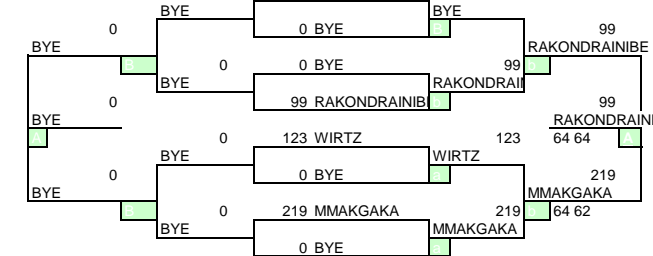 BYE BYE
0 0 BYE 99
BYE B B RAKONDRAINIBE
B 0 0 BYE 99 b
BYE RAKONDRAIN
0 99 RAKONDRAINIB b 99
BYE RAKONDRAINI
A 0 123 WIRTZ 123 64 64 A
BYE WIRTZ
0 0 BYE a 219
BYE MMAKGAKA
B 0 219 MMAKGAKA 219 b 64 62
BYE MMAKGAKA
0 BYE a